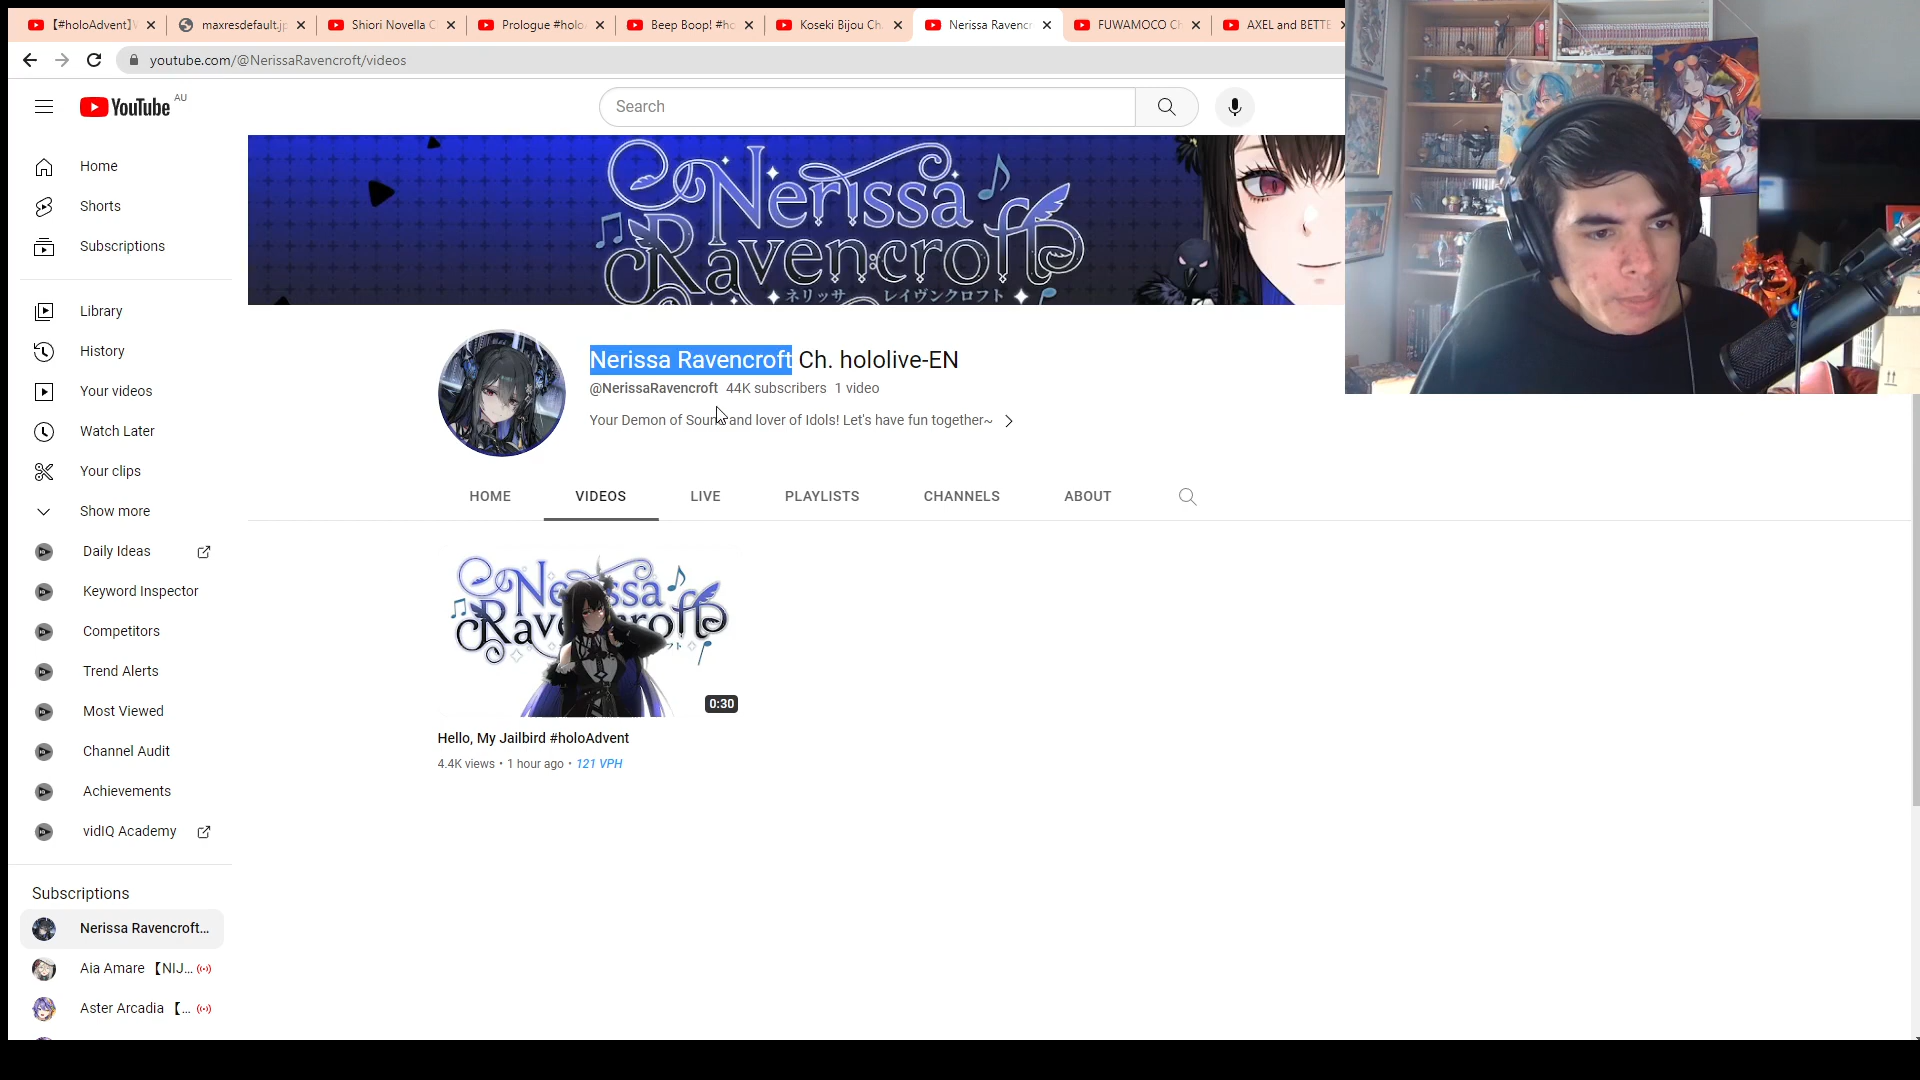 【#holoAdvent】
maxresdefault.jp
Shiori Novella C
Prologue #holo
Beep Boop! #ho
Koseki Bijou Ch.
Nerissa Ravencr
FUWAMOCO Ch
AXEL and BETTE
youtube.com/@NerissaRavencroft/videos
YouTube AU
Search
Home
Shorts
Subscriptions
Library
History
Your videos
Watch Later
Your clips
Show more
Daily Ideas
Keyword Inspector
Competitors
Trend Alerts
Most Viewed
Channel Audit
Achievements
vidIQ Academy
Subscriptions
Nerissa Ravencroft...
Aia Amare 【NIJ...
Aster Arcadia 【...
Nerissa
Ravencroft
ネリッサ レイヴンクロフト
Nerissa Ravencroft Ch. hololive-EN
@NerissaRavencroft 44K subscribers 1 video
Your Demon of Sound and lover of Idols! Let's have fun together~
HOME VIDEOS LIVE PLAYLISTS CHANNELS ABOUT
Nerissa
Ravencroft
0:30
Hello, My Jailbird #holoAdvent
4.4K views • 1 hour ago • 121 VPH